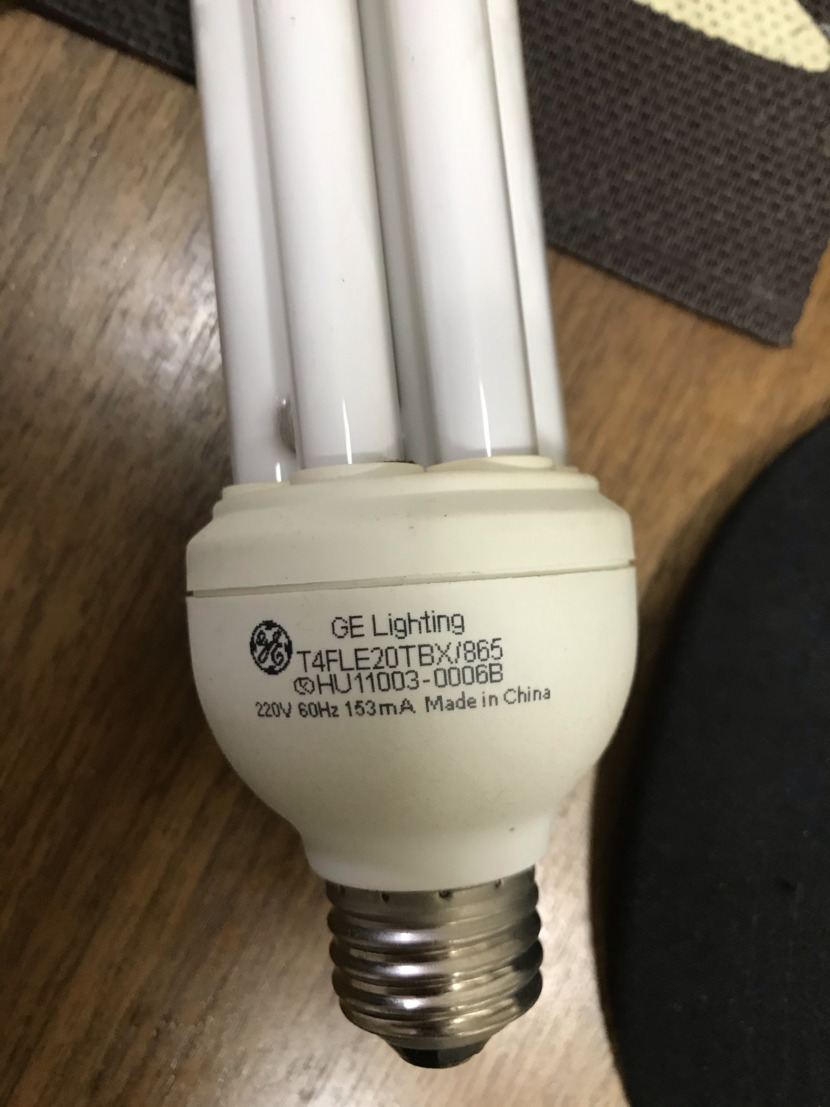 GE Lighting
T4FLE20TBX/865
HU11003-0006B
220V 60Hz 153mA Made in China